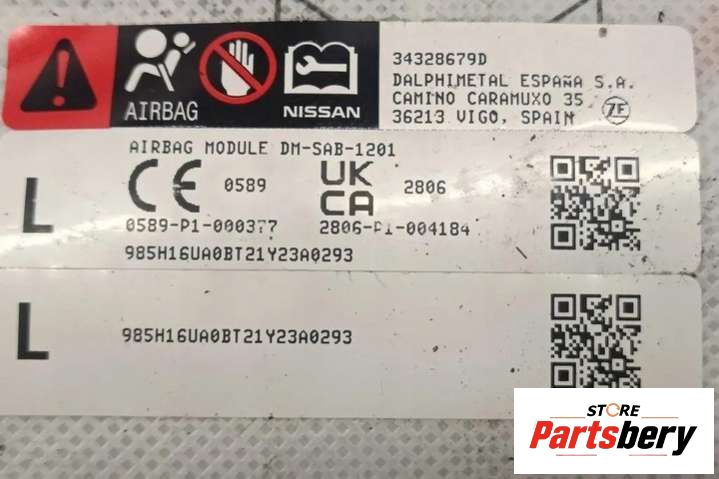 AIRBAG
NISSAN
34328679D
DALPHIMETAL ESPAÑA S.A.
CAMINO CARAMUXO 35
36213 VIGO, SPAIN
ZF
AIRBAG MODULE DM-SAB-1201
L
CE 0589
UK
CA
2806
0589-P1-000377
2806-P1-004184
985H16UA0BT21Y23A0293
L
985H16UA0BT21Y23A0293
STORE
Partsbery